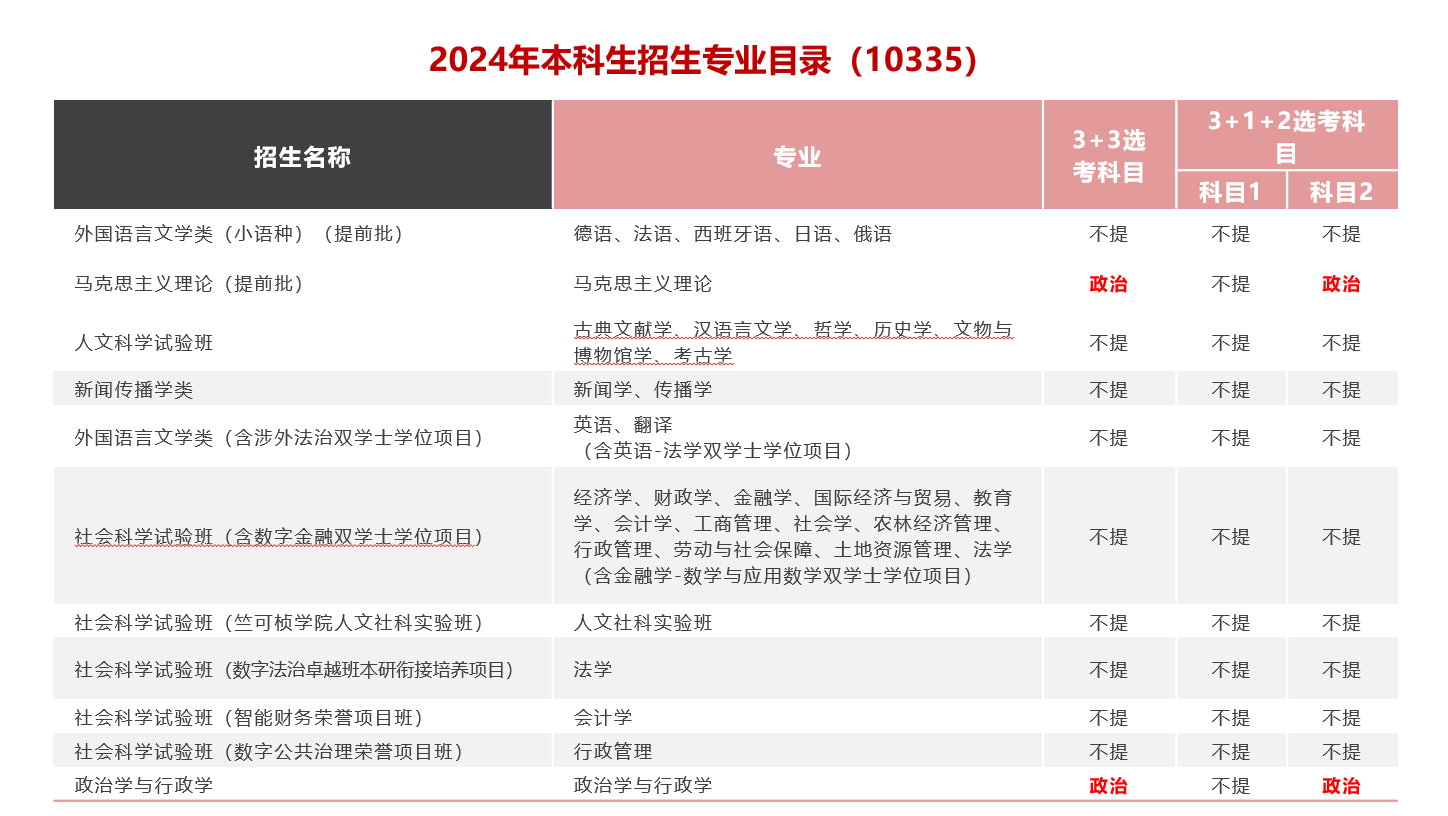 2024年本科生招生专业目录（10335）
招生名称
专业
3+3选
考科目
3+1+2选考科
目
科目1
科目2
外国语言文学类（小语种）（提前批）
德语、法语、西班牙语、日语、俄语
不提
不提
不提
马克思主义理论（提前批）
马克思主义理论
政治
不提
政治
人文科学试验班
古典文献学、汉语言文学、哲学、历史学、文物与
博物馆学、考古学
不提
不提
不提
新闻传播学类
新闻学、传播学
不提
不提
不提
外国语言文学类（含涉外法治双学士学位项目）
英语、翻译
（含英语-法学双学士学位项目）
不提
不提
不提
社会科学试验班（含数字金融双学士学位项目）
经济学、财政学、金融学、国际经济与贸易、教育
学、会计学、工商管理、社会学、农林经济管理、
行政管理、劳动与社会保障、土地资源管理、法学
（含金融学-数学与应用数学双学士学位项目）
不提
不提
不提
社会科学试验班（竺可桢学院人文社科实验班）
人文社科实验班
不提
不提
不提
社会科学试验班（数字法治卓越班本研衔接培养项目）
法学
不提
不提
不提
社会科学试验班（智能财务荣誉项目班）
会计学
不提
不提
不提
社会科学试验班（数字公共治理荣誉项目班）
行政管理
不提
不提
不提
政治学与行政学
政治学与行政学
政治
不提
政治